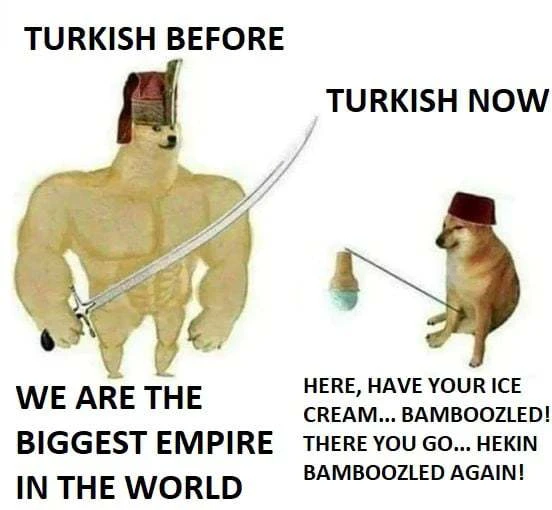 TURKISH BEFORE
TURKISH NOW
WE ARE THE
BIGGEST EMPIRE
IN THE WORLD
HERE, HAVE YOUR ICE
CREAM... BAMBOOZLED!
THERE YOU GO... HEKIN
BAMBOOZLED AGAIN!